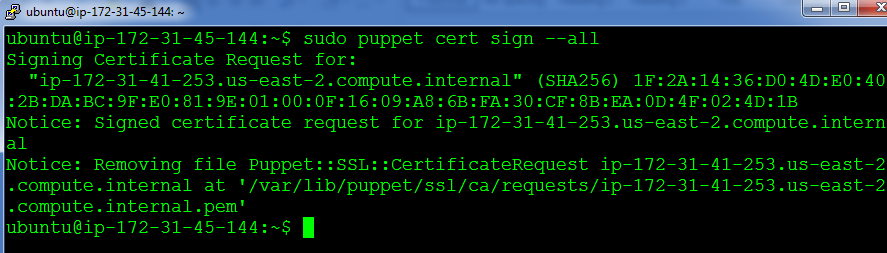 ubuntu@ip-172-31-45-144: ~
ubuntu@ip-172-31-45-144:~$ sudo puppet cert sign --all
Signing Certificate Request for:
  "ip-172-31-41-253.us-east-2.compute.internal" (SHA256) 1F:2A:14:36:D0:4D:E0:40
:2B:DA:BC:9F:E0:81:9E:01:00:0F:16:09:A8:6B:FA:30:CF:8B:EA:0D:4F:02:4D:1B
Notice: Signed certificate request for ip-172-31-41-253.us-east-2.compute.intern
al
Notice: Removing file Puppet::SSL::CertificateRequest ip-172-31-41-253.us-east-2
.compute.internal at '/var/lib/puppet/ssl/ca/requests/ip-172-31-41-253.us-east-2
.compute.internal.pem'
ubuntu@ip-172-31-45-144:~$